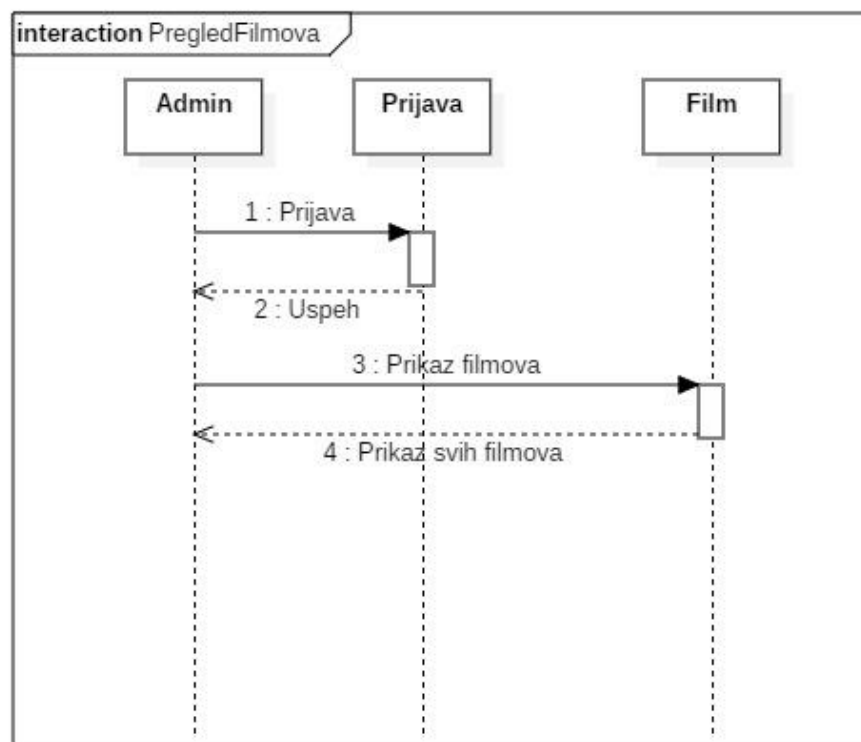 interaction PregledFilmova
Admin
Prijava
Film
1 : Prijava
2 : Uspeh
3 : Prikaz filmova
4 : Prikaz svih filmova